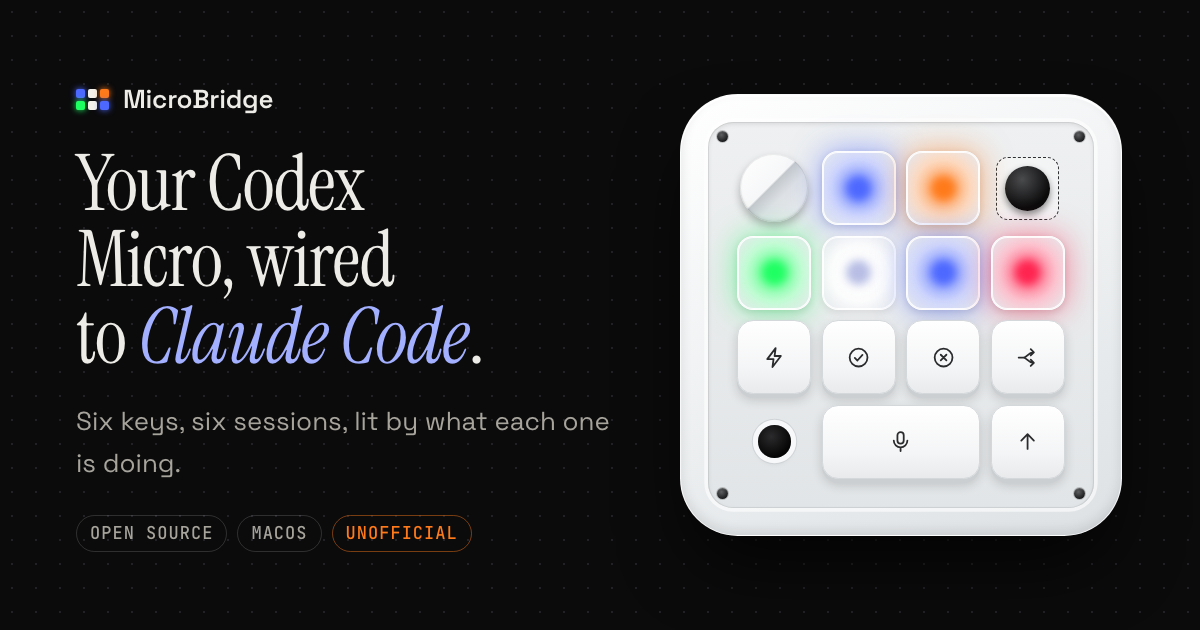 MicroBridge
Your Codex
Micro, wired
to Claude Code.
Six keys, six sessions, lit by what each one
is doing.
OPEN SOURCE
MACOS
UNOFFICIAL